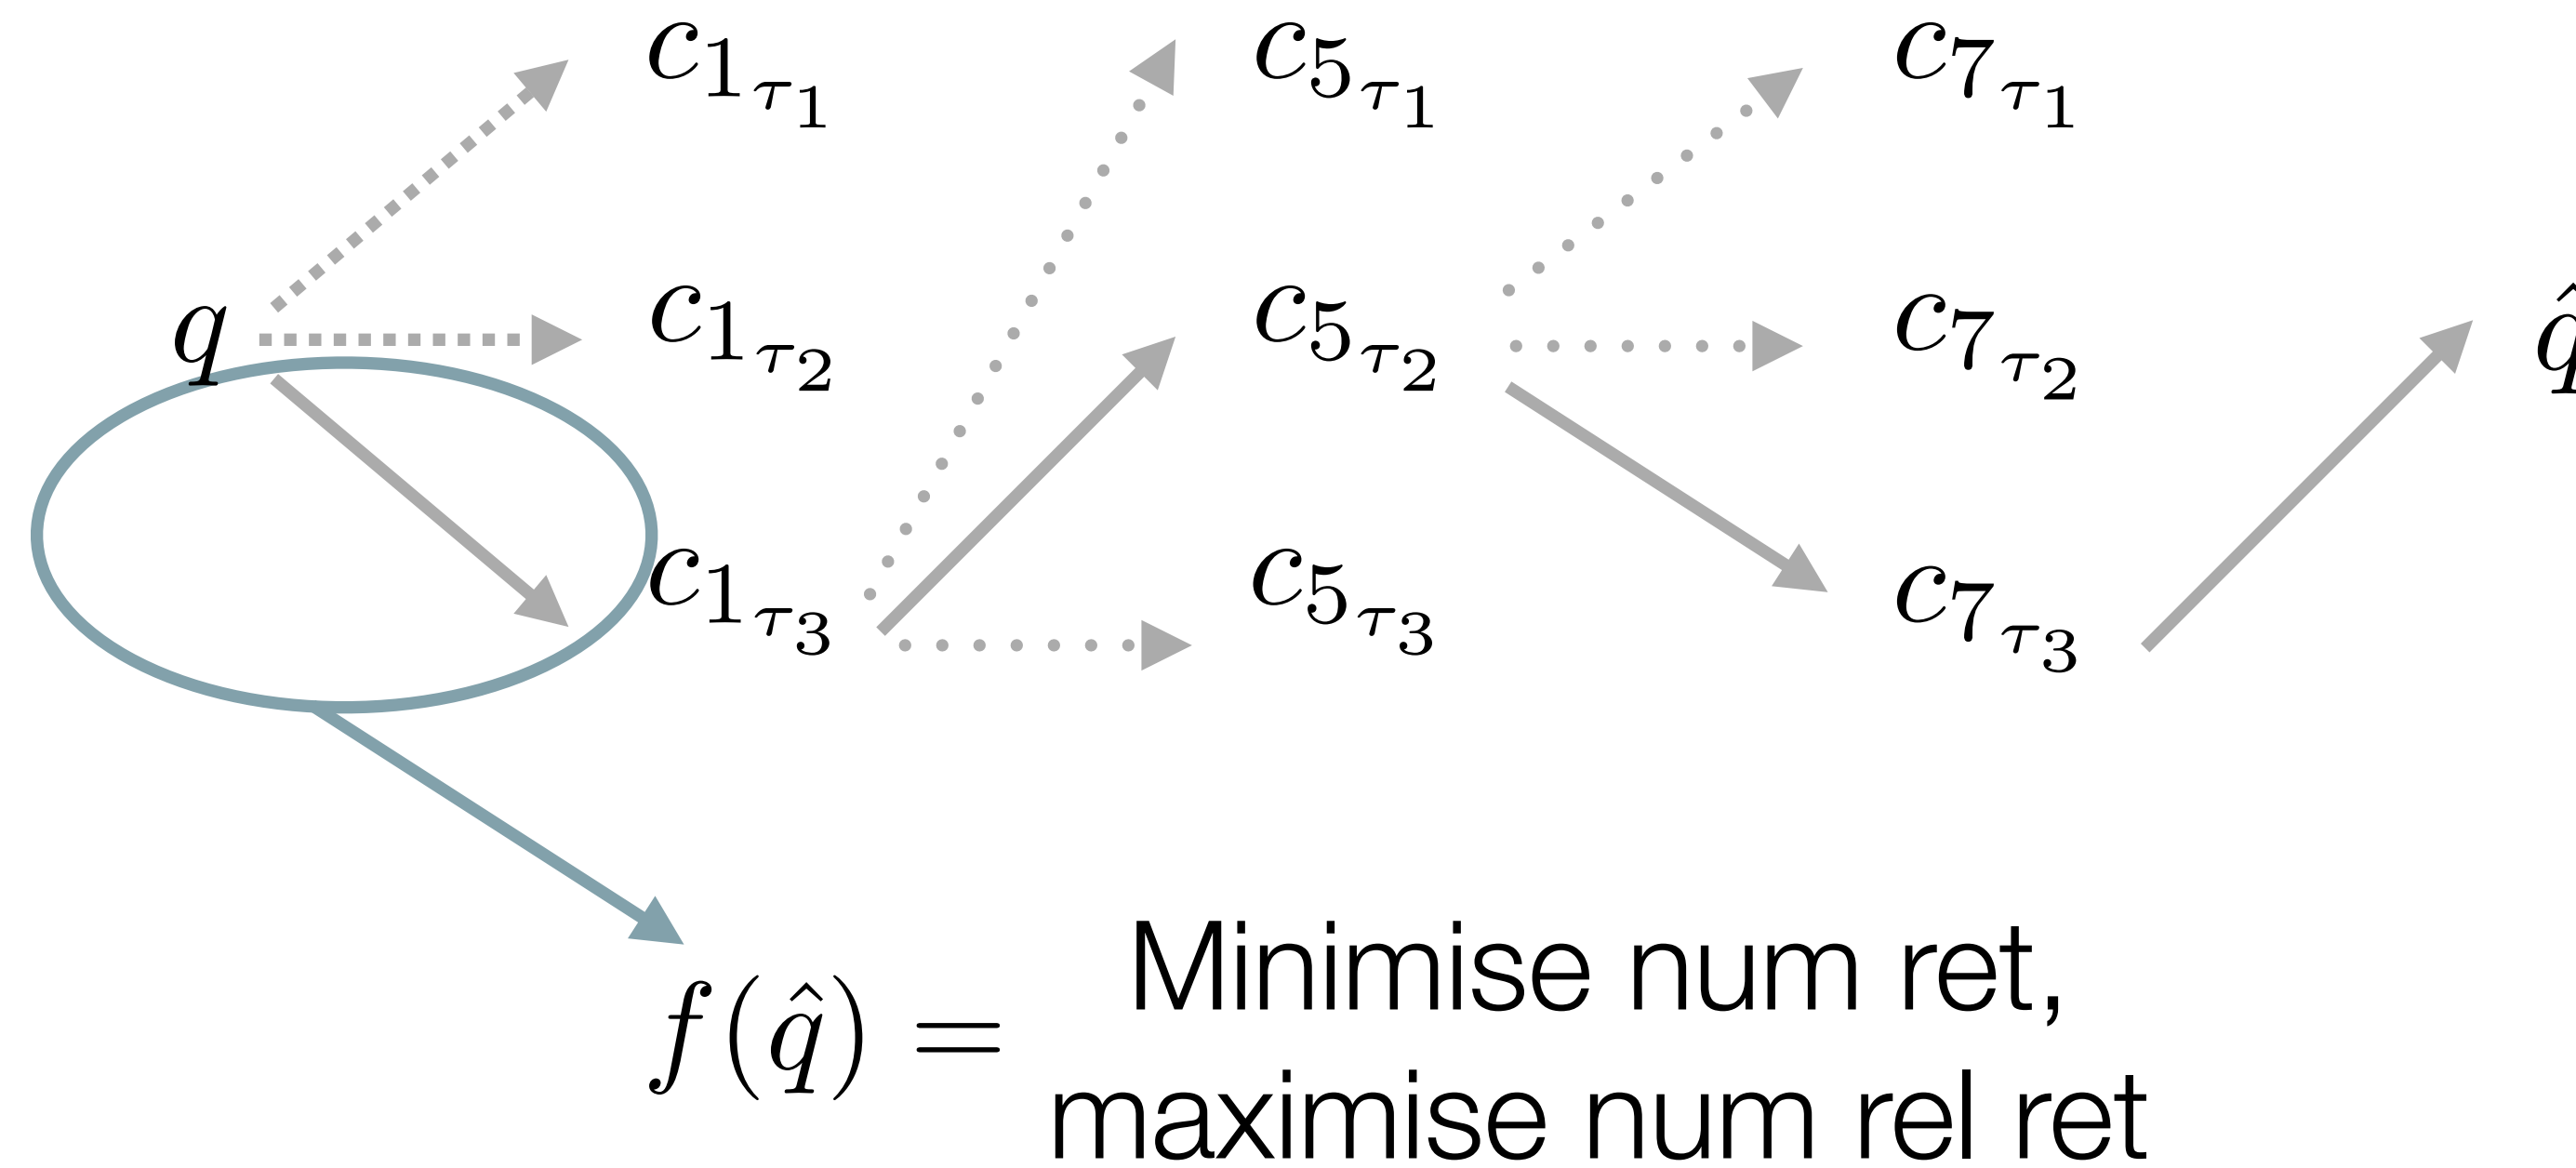 c₁τ₁ c₅τ₁ c₇τ₁
q c₁τ₂ c₅τ₂ c₇τ₂ q̂
c₁τ₃ c₅τ₃ c₇τ₃
f(q̂) = Minimise num ret,
maximise num rel ret